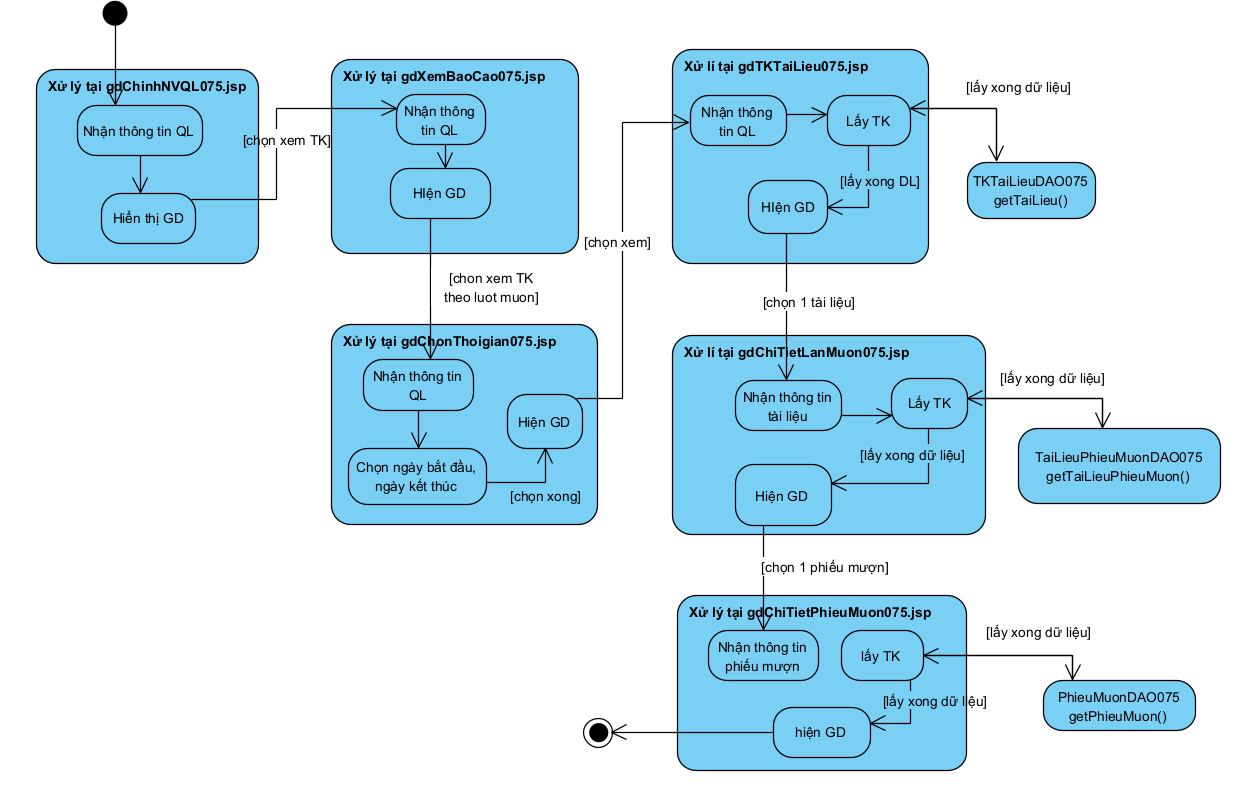 Xử lý tại gdChinhNVQL075.jsp
Nhận thông tin QL
Hiển thị GD
[chọn xem TK]
Xử lý tại gdXemBaoCao075.jsp
Nhận thông
tin QL
HIện GD
[chon xem TK
theo luot muon]
Xử lý tại gdChonThoigian075.jsp
Nhận thông tin
QL
Chọn ngày bắt đầu,
ngày kết thúc
[chọn xong]
Hiện GD
[chọn xem]
Xử lí tại gdTKTaiLieu075.jsp
Nhận thông
tin QL
Lấy TK
[lấy xong dữ liệu]
TKTaiLieuDAO075
getTaiLieu()
[lấy xong DL]
HIện GD
[chọn 1 tài liệu]
Xử lí tại gdChiTietLanMuon075.jsp
Nhận thông tin
tài liệu
Lấy TK
[lấy xong dữ liệu]
TaiLieuPhieuMuonDAO075
getTaiLieuPhieuMuon()
[lấy xong dữ liệu]
Hiện GD
[chọn 1 phiếu mượn]
Xử lý tại gdChiTietPhieuMuon075.jsp
Nhận thông tin
phiếu mượn
lấy TK
[lấy xong dữ liệu]
PhieuMuonDAO075
getPhieuMuon()
[lấy xong dữ liệu]
hiện GD